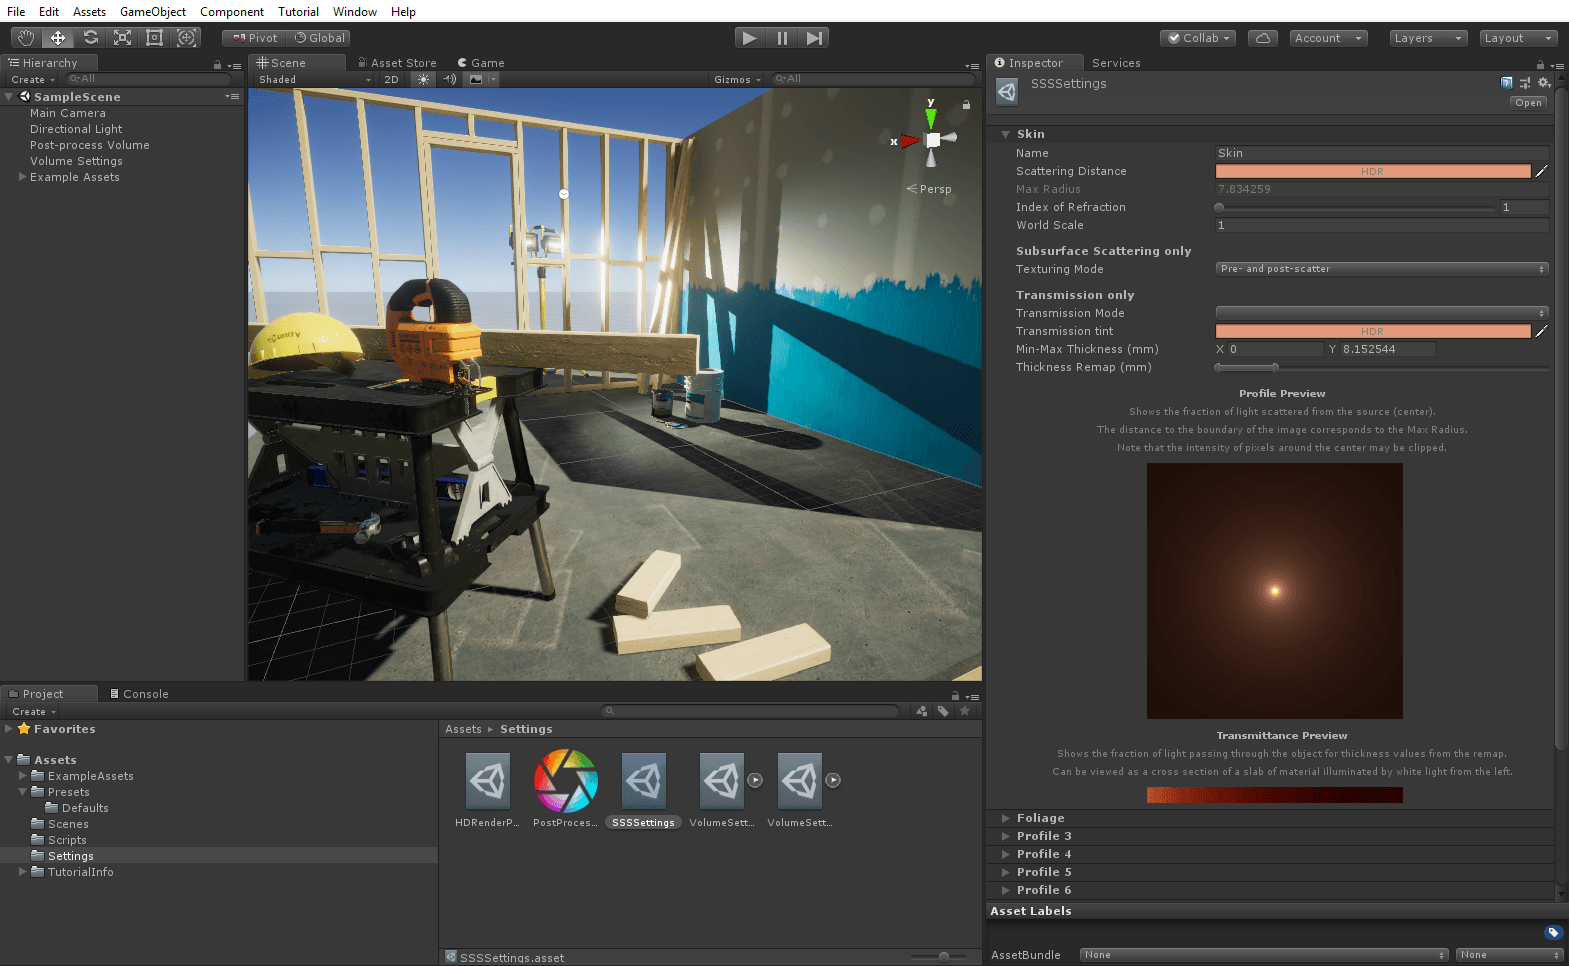 File Edit Assets GameObject Component Tutorial Window Help
Pivot Global Collab Account Layers Layout
Hierarchy
Create All
SampleScene
Main Camera
Directional Light
Post-process Volume
Volume Settings
Example Assets
Scene Asset Store Game
Shaded 2D Gizmos All
y
x
Persp
unity
Inspector Services
SSSSettings
Open
Skin
Name Skin
Scattering Distance HDR
Max Radius 7.834259
Index of Refraction 1
World Scale 1
Subsurface Scattering only
Texturing Mode Pre- and post-scatter
Transmission only
Transmission Mode
Transmission tint HDR
Min-Max Thickness (mm) X 0 Y 8.152544
Thickness Remap (mm)
Profile Preview
Shows the fraction of light scattered from the source (center).
The distance to the boundary of the image corresponds to the Max Radius.
Note that the intensity of pixels around the center may be clipped.
Transmittance Preview
Shows the fraction of light passing through the object for thickness values from the remap.
Can be viewed as a cross section of a slab of material illuminated by white light from the left.
Foliage
Profile 3
Profile 4
Profile 5
Profile 6
Asset Labels
AssetBundle None None
Project Console
Create
Favorites
Assets
ExampleAssets
Presets
Defaults
Scenes
Scripts
Settings
TutorialInfo
Assets Settings
HDRenderP... PostProces... SSSSettings VolumeSett... VolumeSett...
SSSSettings.asset